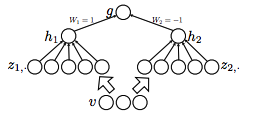 g
W₁ = 1 W₂ = −1
h₁ h₂
z₁,. z₂,.
v